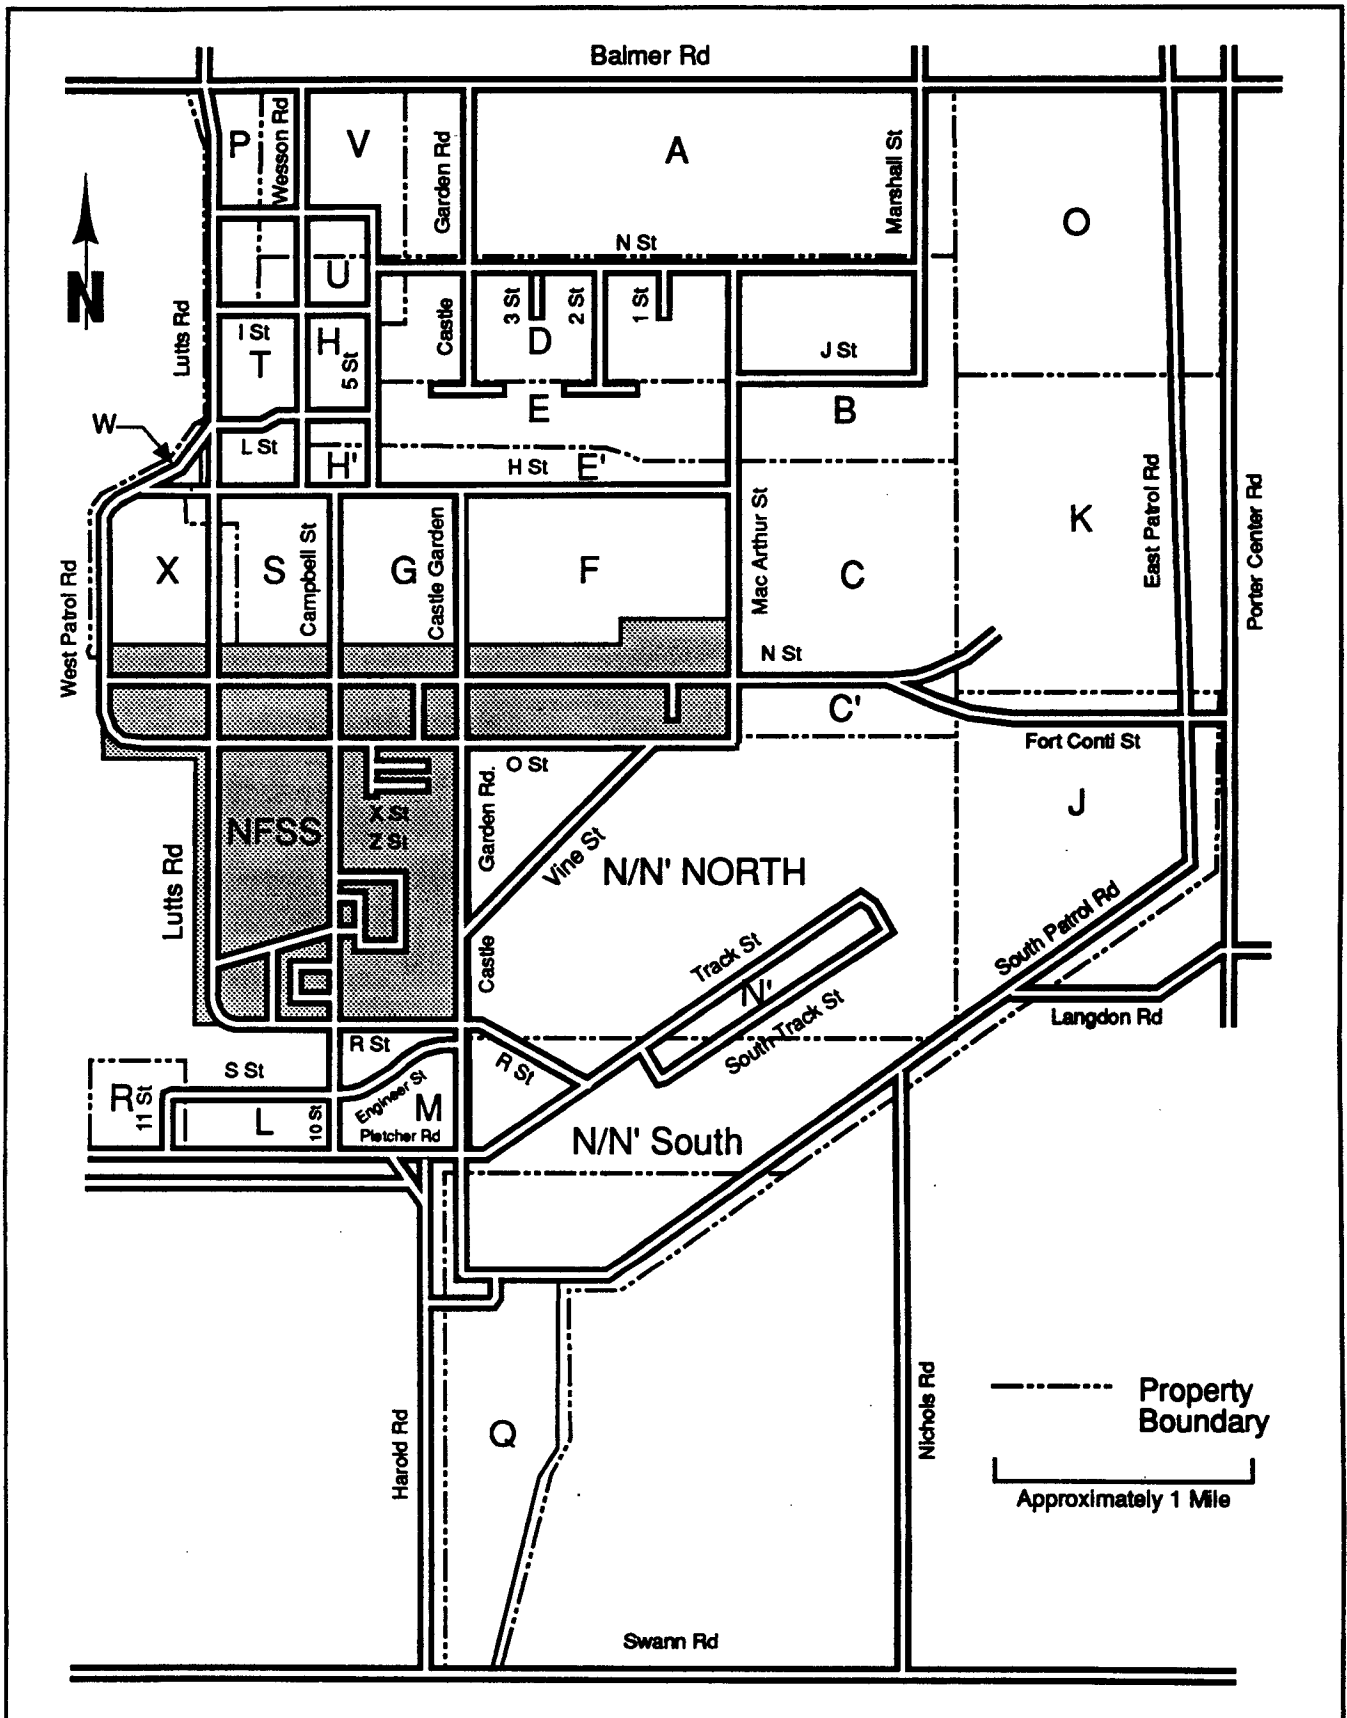 Balmer Rd
P
Wesson Rd
V
Garden Rd
A
Marshall St
O
N St
N
U
Lutts Rd
Castle
3 St
2 St
1 St
I St
T
H
5 St
D
J St
W
E
B
L St
H'
H St
E'
East Patrol Rd
Porter Center Rd
X
S
Campbell St
G
Castle Garden
F
Mac Arthur St
C
K
West Patrol Rd
N St
C'
Fort Conti St
O St
Garden Rd.
J
NFSS
X St
Z St
Lutts Rd
Vine St
N/N' NORTH
South Patrol Rd
Castle
Track St
N'
South Track St
Langdon Rd
R St
S St
R St
R
11 St
L
10 St
Engineer St
M
Pletcher Rd
N/N' South
Harold Rd
Q
Nichols Rd
Property
Boundary
Approximately 1 Mile
Swann Rd